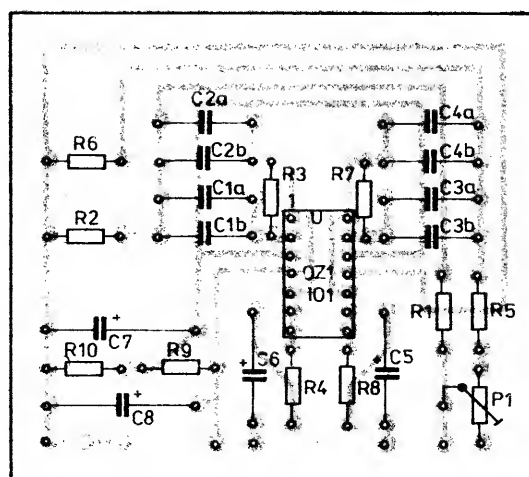 C2a
C4a
R6
C2b
C4b
R3
R7
C1a
C3a
1
U
R2
C1b
C3b
OZ1
IO1
R1
R5
+
C7
R10
R9
+
C6
C5
R4
R8
P1
+
C8